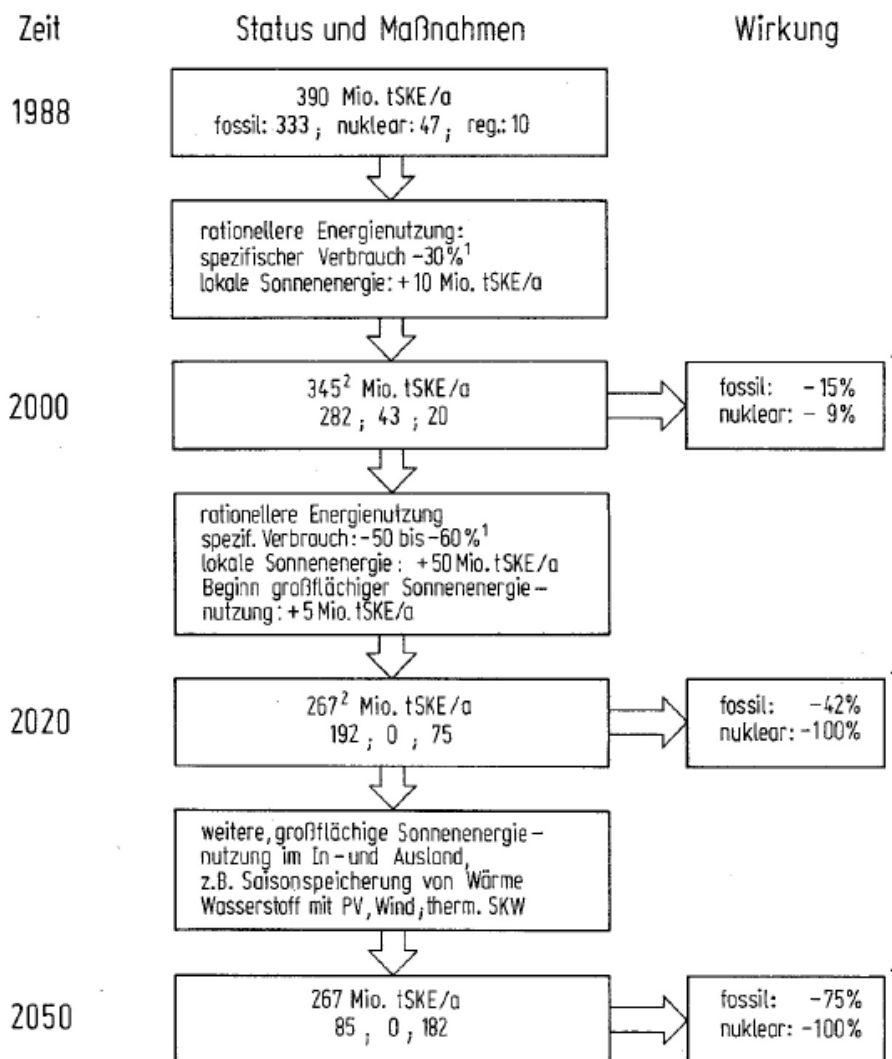 Zeit Status und Maßnahmen Wirkung
1988
390 Mio. tSKE/a
fossil: 333 ; nuklear: 47 ; reg.: 10
rationellere Energienutzung:
spezifischer Verbrauch -30%¹
lokale Sonnenenergie: +10 Mio. tSKE/a
2000
345² Mio. tSKE/a
282 ; 43 ; 20
fossil: -15%
nuklear: - 9%
rationellere Energienutzung
spezif. Verbrauch: -50 bis -60%¹
lokale Sonnenenergie: +50 Mio. tSKE/a
Beginn großflächiger Sonnenenergie-
nutzung: +5 Mio. tSKE/a
2020
267² Mio. tSKE/a
192 ; 0 ; 75
fossil: -42%
nuklear: -100%
weitere, großflächige Sonnenenergie-
nutzung im In- und Ausland,
z.B. Saisonspeicherung von Wärme
Wasserstoff mit PV, Wind, therm. SKW
2050
267 Mio. tSKE/a
85 ; 0 ; 182
fossil: -75%
nuklear: -100%